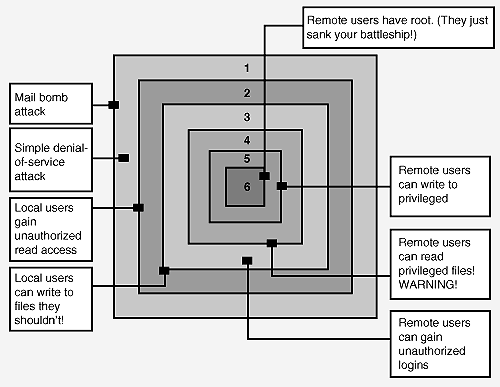 Remote users have root. (They just
sank your battleship!)
1
2
3
4
5
6
Mail bomb
attack
Simple denial-
of-service
attack
Local users
gain
unauthorized
read access
Local users
can write to
files they
shouldn't!
Remote users
can write to
privileged
Remote users
can read
privileged files!
WARNING!
Remote users
can gain
unauthorized
logins